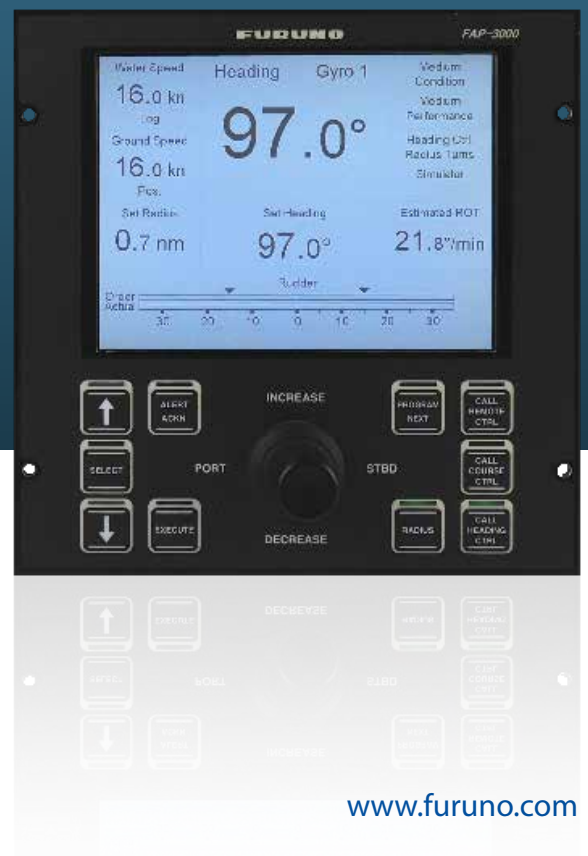 FURUNO FAP-3000
Water Speed
16.0 kn
Log
Ground Speed
16.0 kn
Pos.
Set Radius
0.7 nm
Heading Gyro 1
97.0°
Set Heading
97.0°
Medium
Condition
Medium
Performance
Heading Ctrl
Radius Turns
Simulator
Estimated ROT
21.8°/min
Rudder
Order
Actual
30 20 10 0 10 20 30
↑
ALERT
ACKN
INCREASE
PROGRAM
NEXT
CALL
REMOTE
CTRL
SELECT
PORT
STBD
CALL
COURSE
CTRL
↓
EXECUTE
DECREASE
RADIUS
CALL
HEADING
CTRL
www.furuno.com